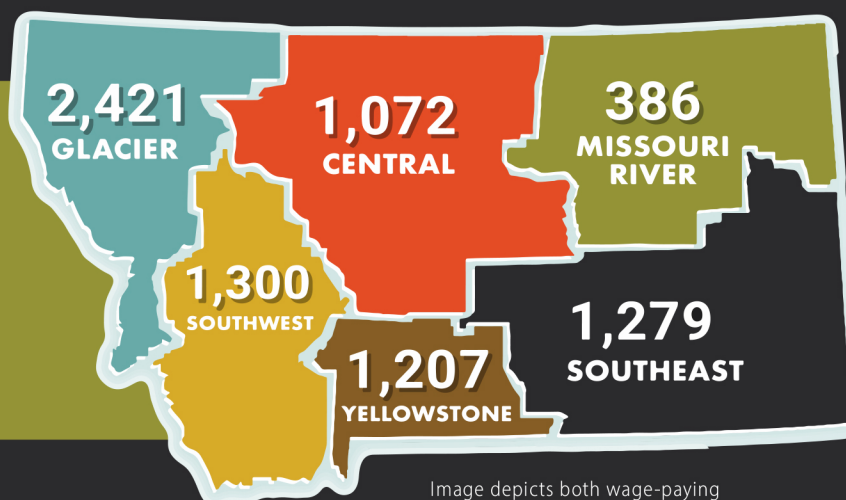 2,421
GLACIER
1,072
CENTRAL
386
MISSOURI
RIVER
1,300
SOUTHWEST
1,279
SOUTHEAST
1,207
YELLOWSTONE
Image depicts both wage-paying